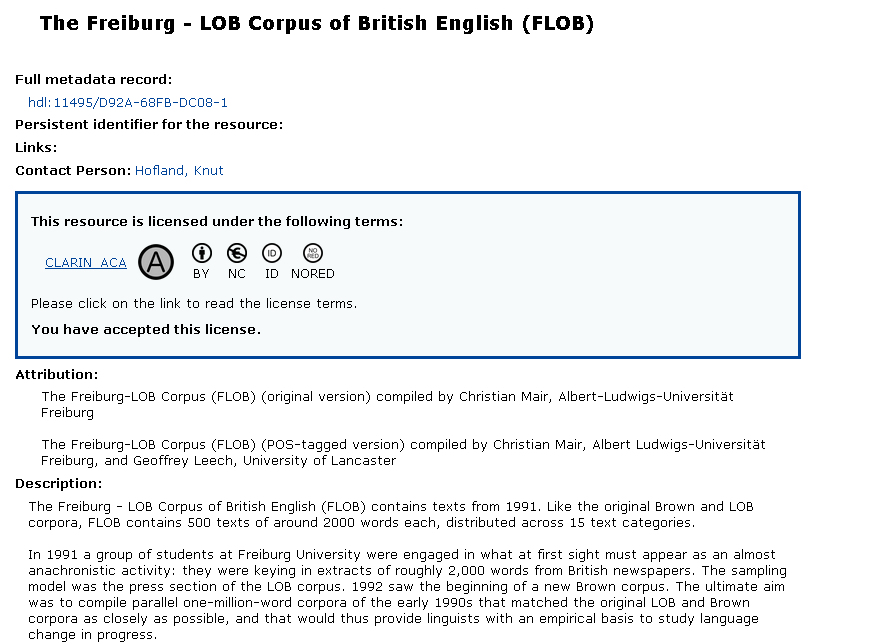 The Freiburg - LOB Corpus of British English (FLOB)
Full metadata record:
hdl:11495/D92A-68FB-DC08-1
Persistent identifier for the resource:
Links:
Contact Person: Hofland, Knut
This resource is licensed under the following terms:
CLARIN_ACA A ID NO RED
BY NC ID NORED
Please click on the link to read the license terms.
You have accepted this license.
Attribution:
The Freiburg-LOB Corpus (FLOB) (original version) compiled by Christian Mair, Albert-Ludwigs-Universität
Freiburg
The Freiburg-LOB Corpus (FLOB) (POS-tagged version) compiled by Christian Mair, Albert Ludwigs-Universität
Freiburg, and Geoffrey Leech, University of Lancaster
Description:
The Freiburg - LOB Corpus of British English (FLOB) contains texts from 1991. Like the original Brown and LOB
corpora, FLOB contains 500 texts of around 2000 words each, distributed across 15 text categories.
In 1991 a group of students at Freiburg University were engaged in what at first sight must appear as an almost
anachronistic activity: they were keying in extracts of roughly 2,000 words from British newspapers. The sampling
model was the press section of the LOB corpus. 1992 saw the beginning of a new Brown corpus. The ultimate aim
was to compile parallel one-million-word corpora of the early 1990s that matched the original LOB and Brown
corpora as closely as possible, and that would thus provide linguists with an empirical basis to study language
change in progress.